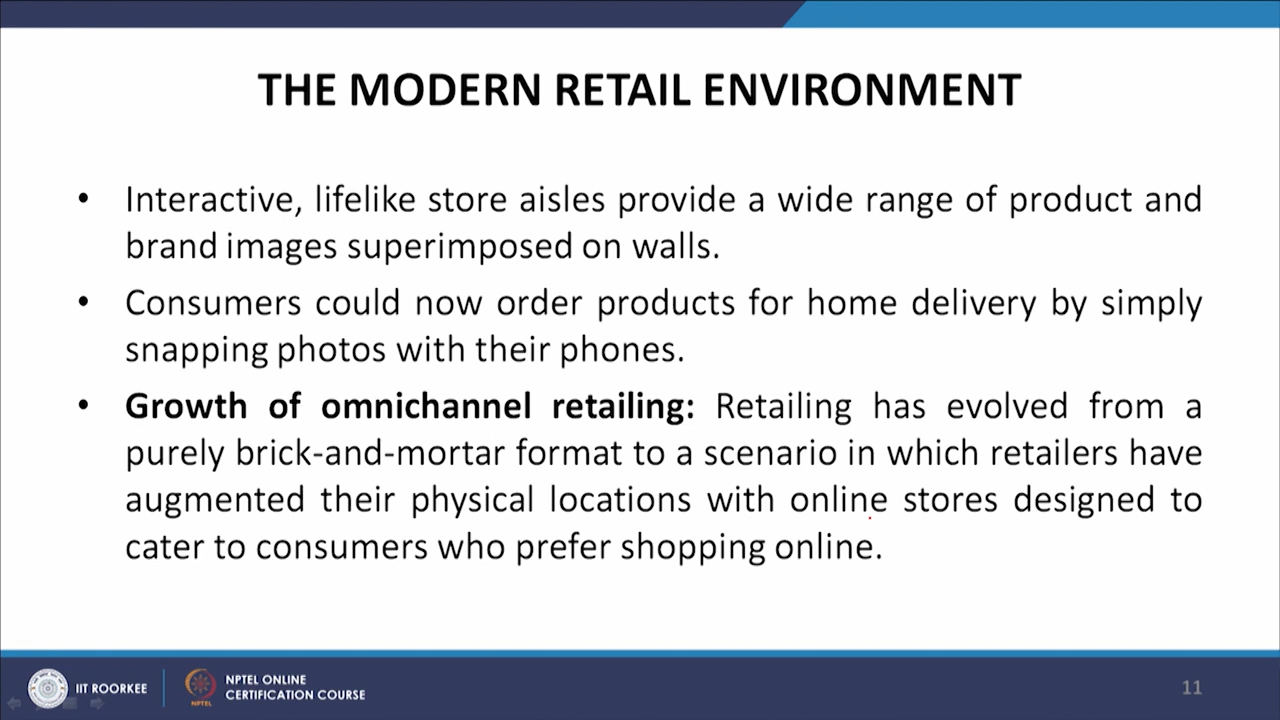 THE MODERN RETAIL ENVIRONMENT
• Interactive, lifelike store aisles provide a wide range of product and
brand images superimposed on walls.
• Consumers could now order products for home delivery by simply
snapping photos with their phones.
• Growth of omnichannel retailing: Retailing has evolved from a
purely brick-and-mortar format to a scenario in which retailers have
augmented their physical locations with online stores designed to
cater to consumers who prefer shopping online.
IIT ROORKEE
NPTEL
NPTEL ONLINE
CERTIFICATION COURSE
11